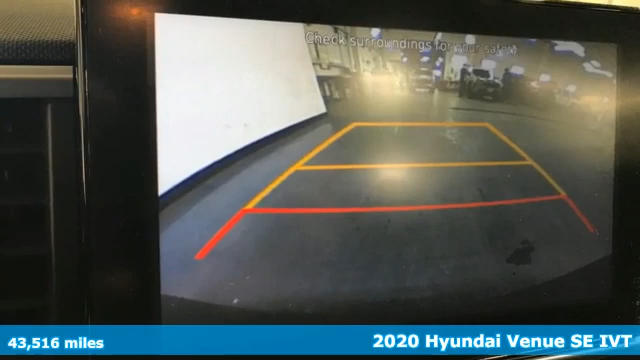 Check surroundings for your safety
43,516 miles
2020 Hyundai Venue SE IVT